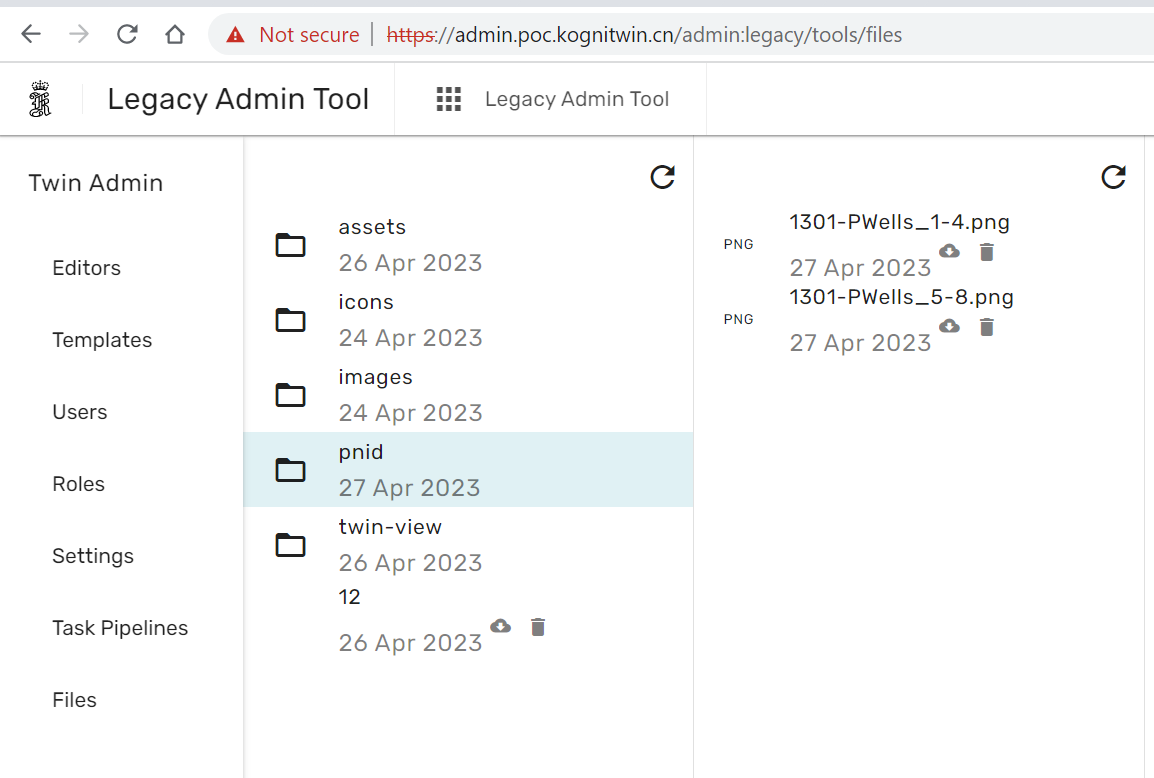 Not secure | https://admin.poc.kognitwin.cn/admin:legacy/tools/files
Legacy Admin Tool
Legacy Admin Tool
Twin Admin
Editors
Templates
Users
Roles
Settings
Task Pipelines
Files
assets
26 Apr 2023
icons
24 Apr 2023
images
24 Apr 2023
pnid
27 Apr 2023
twin-view
26 Apr 2023
12
26 Apr 2023
PNG
1301-PWells_1-4.png
27 Apr 2023
PNG
1301-PWells_5-8.png
27 Apr 2023